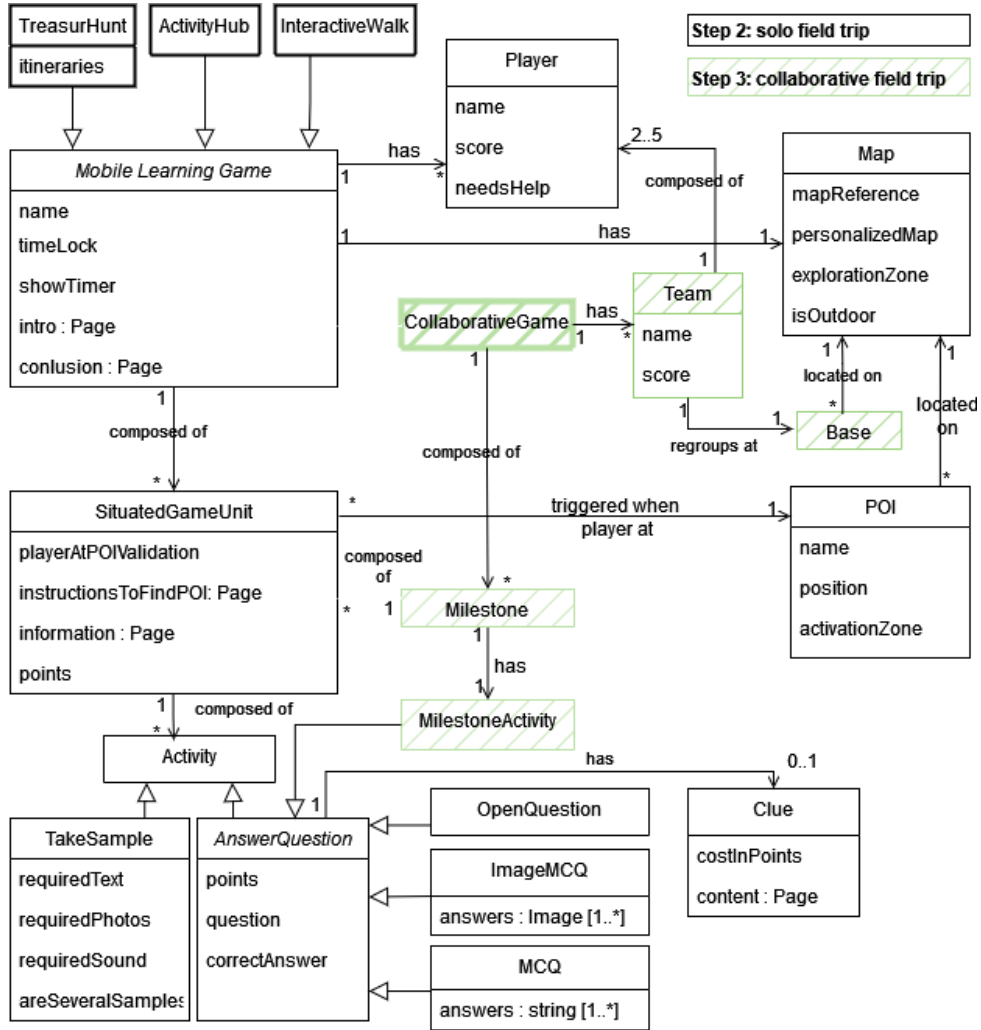 TreasurHunt
itineraries
ActivityHub
InteractiveWalk
Step 2: solo field trip
Step 3: collaborative field trip
Player
name
score
needsHelp
Mobile Learning Game
name
timeLock
showTimer
intro : Page
conlusion : Page
has
1
*
2..5
composed of
1
Map
mapReference
personalizedMap
explorationZone
isOutdoor
1
has
1
CollaborativeGame
has
1
*
Team
name
score
1
regroups at
1
Base
1
located on
*
1
located
on
*
1
composed of
*
1
composed of
*
SituatedGameUnit
playerAtPOIValidation
instructionsToFindPOI: Page
information : Page
points
*
triggered when
player at
1
POI
name
position
activationZone
composed
of
1
*
Milestone
1
has
1
MilestoneActivity
1
composed of
*
Activity
has
1
0..1
TakeSample
requiredText
requiredPhotos
requiredSound
areSeveralSamples
AnswerQuestion
points
question
correctAnswer
OpenQuestion
ImageMCQ
answers : Image [1..*]
MCQ
answers : string [1..*]
Clue
costInPoints
content : Page